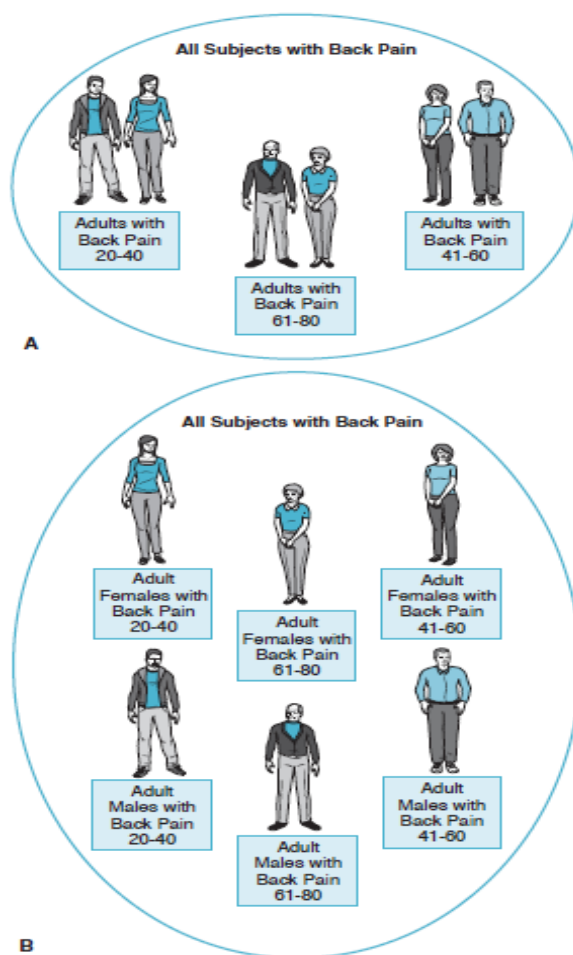 All Subjects with Back Pain
Adults with
Back Pain
20-40
Adults with
Back Pain
61-80
Adults with
Back Pain
41-60
A
All Subjects with Back Pain
Adult
Females with
Back Pain
20-40
Adult
Females with
Back Pain
61-80
Adult
Females with
Back Pain
41-60
Adult
Males with
Back Pain
20-40
Adult
Males with
Back Pain
61-80
Adult
Males with
Back Pain
41-60
B